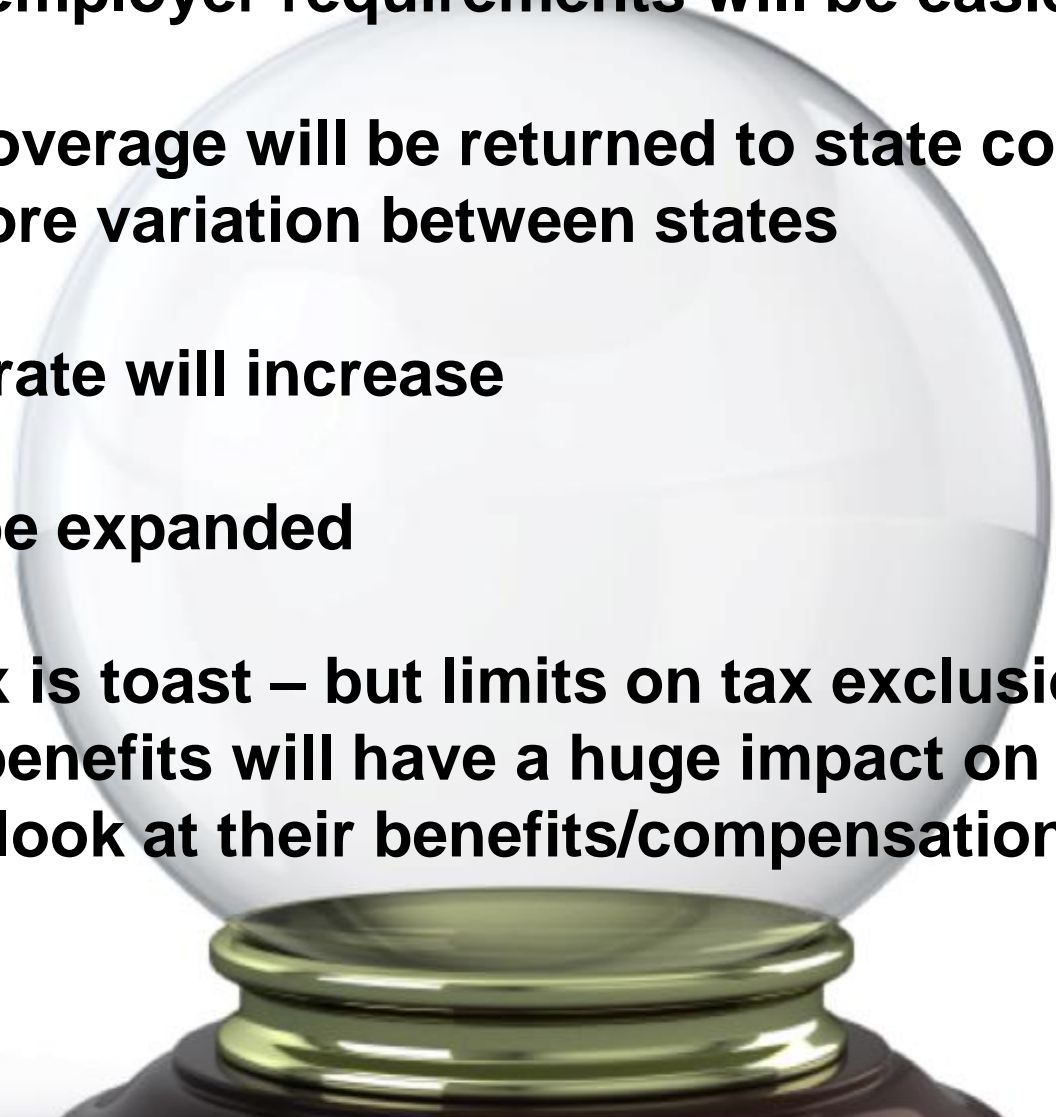 employer requirements will be
overage will be returned to state co
ore variation between states
rate will increase
be expanded
x is toast – but limits on tax exclusi
benefits will have a huge impact on
look at their benefits/compensation